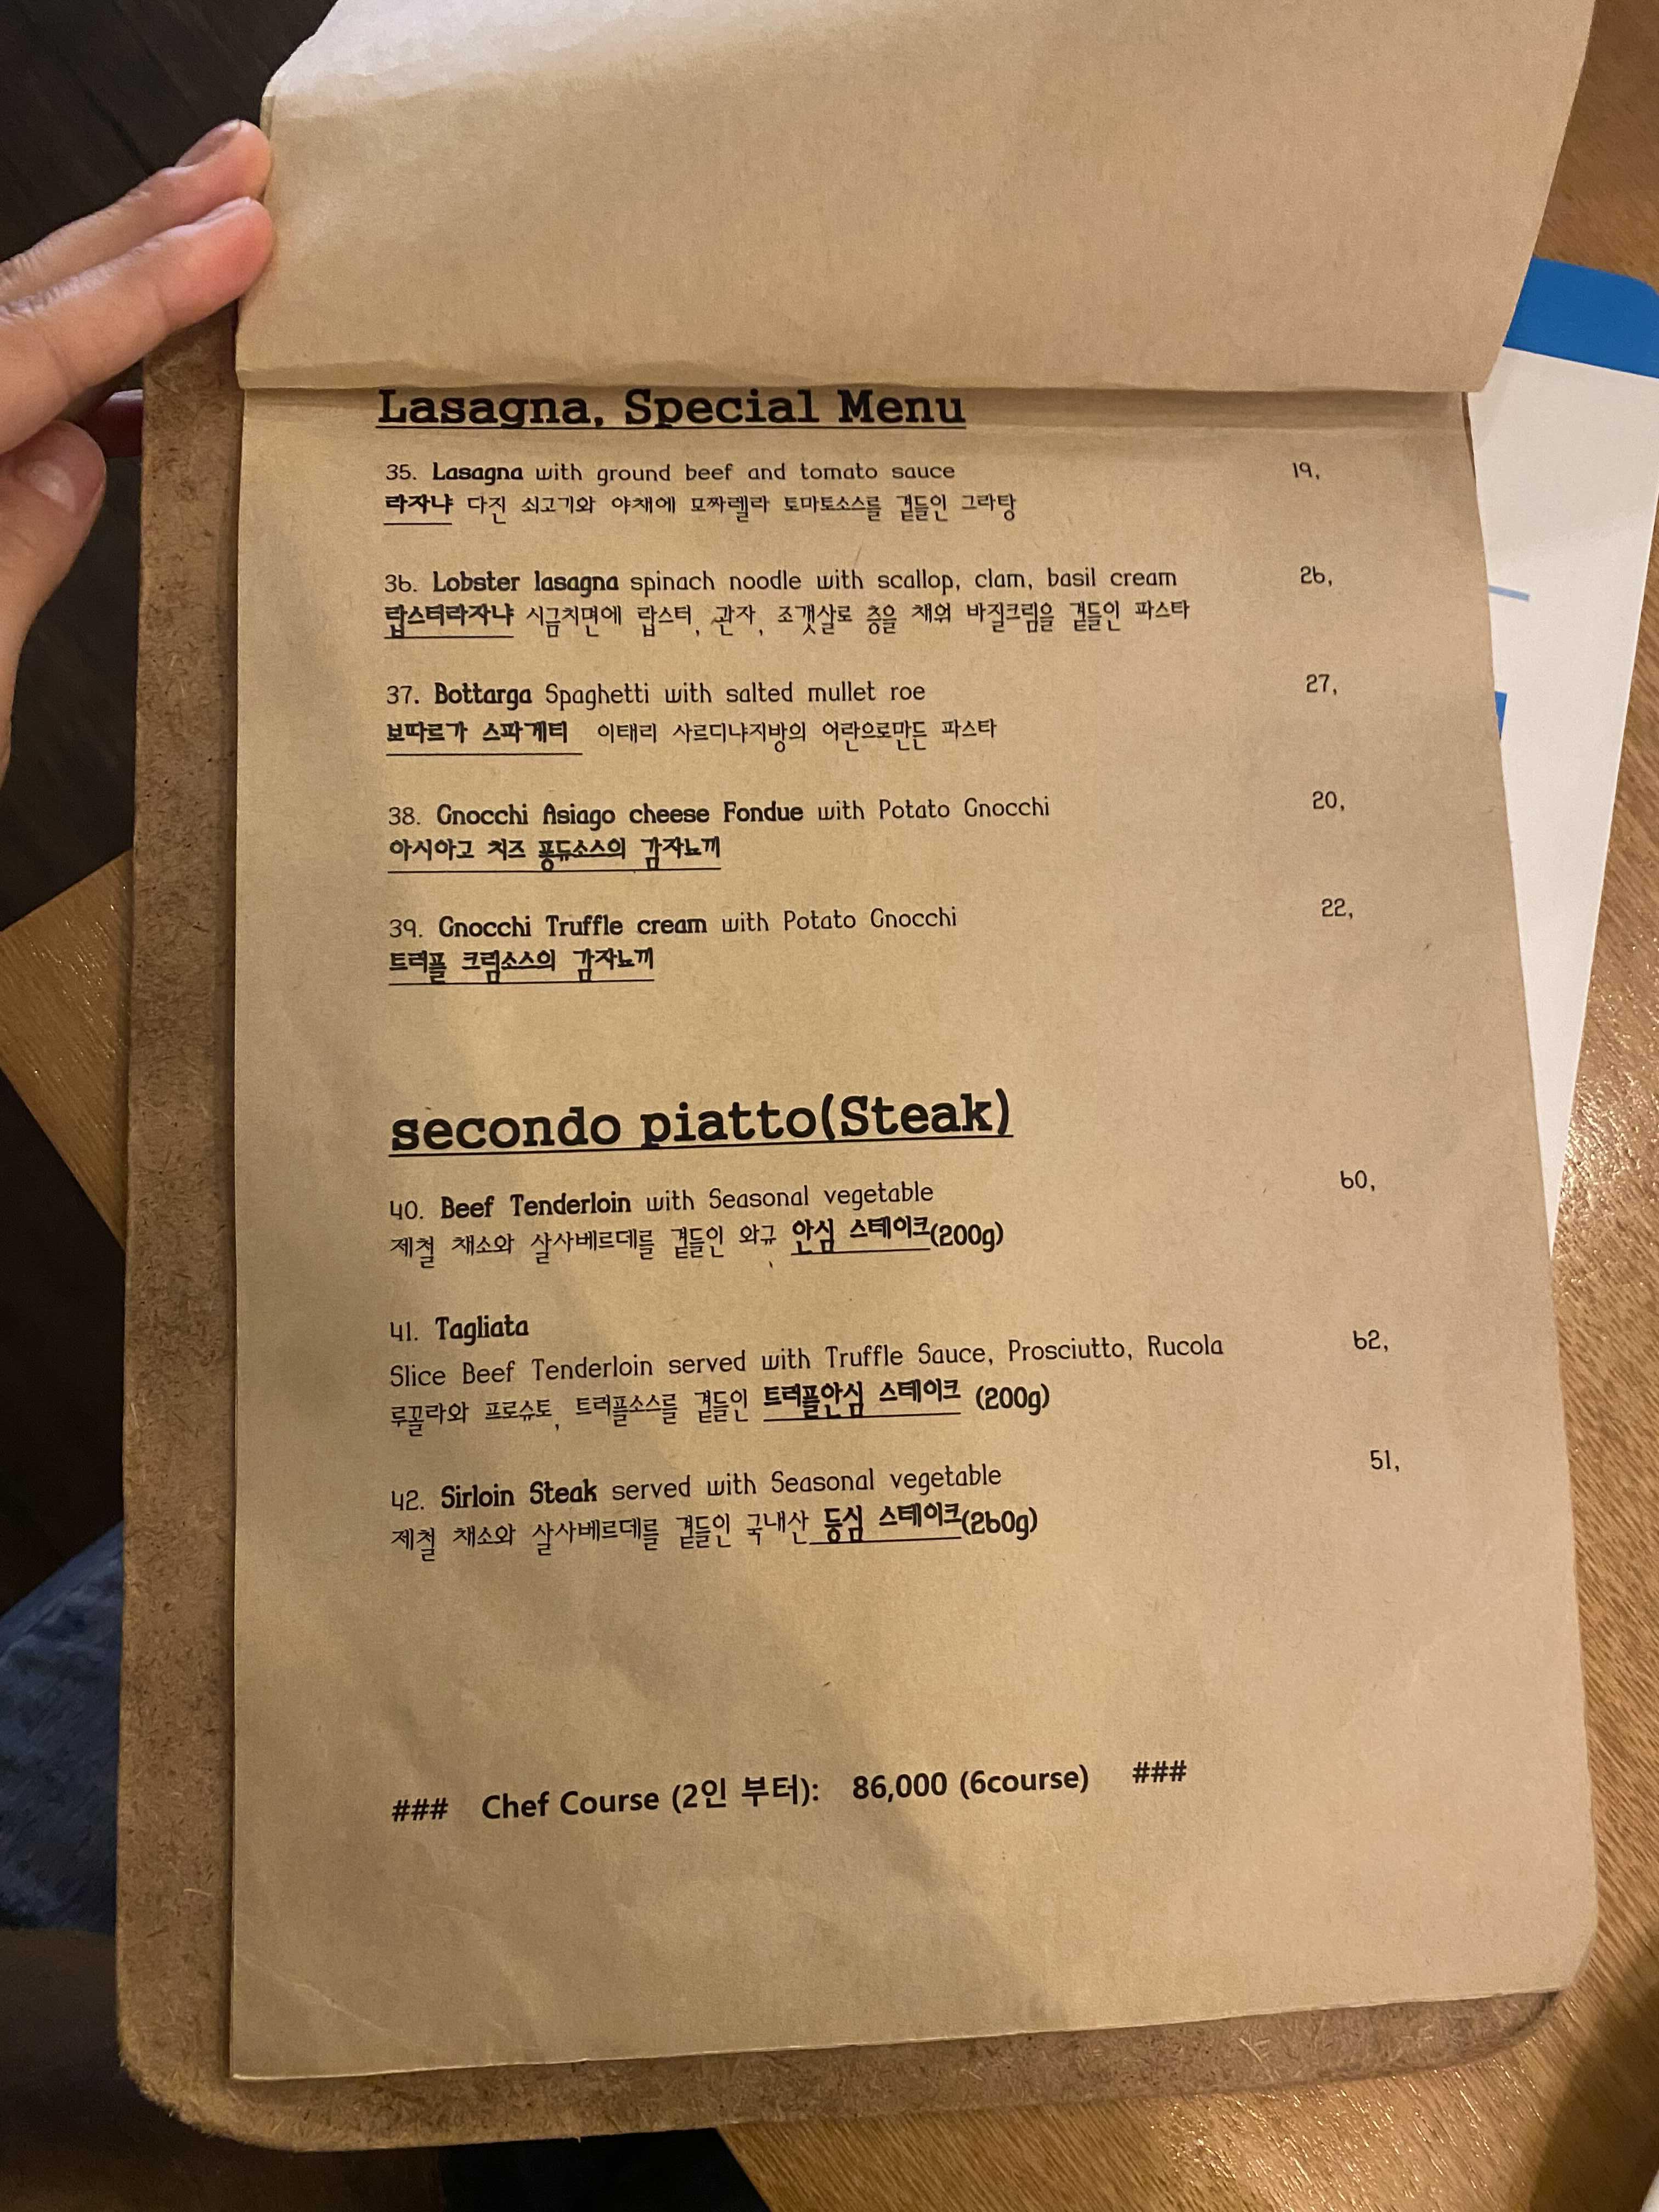 Lasagna, Special Menu
35. Lasagna with ground beef and tomato sauce 19,
라자냐 다진 쇠고기와 야채에 모짜렐라 토마토소스를 곁들인 그라탕
36. Lobster lasagna spinach noodle with scallop, clam, basil cream 26,
랍스터라자냐 시금치면에 랍스터, 관자, 조갯살로 층을 채워 바질크림을 곁들인 파스타
37. Bottarga Spaghetti with salted mullet roe 27,
보따르가 스파게티 이태리 사르디냐지방의 어란으로만든 파스타
38. Gnocchi Asiago cheese Fondue with Potato Gnocchi 20,
아시아고 치즈 퐁듀소스의 감자뇨끼
39. Gnocchi Truffle cream with Potato Gnocchi 22,
트러플 크림소스의 감자뇨끼
secondo piatto(Steak)
40. Beef Tenderloin with Seasonal vegetable 60,
제철 채소와 살사베르데를 곁들인 와규 안심 스테이크(200g)
41. Tagliata
Slice Beef Tenderloin served with Truffle Sauce, Prosciutto, Rucola 62,
루꼴라와 프로슈토, 트러플소스를 곁들인 트러플안심 스테이크 (200g)
42. Sirloin Steak served with Seasonal vegetable 51,
제철 채소와 살사베르데를 곁들인 국내산 등심 스테이크(260g)
### Chef Course (2인 부터): 86,000 (6course) ###